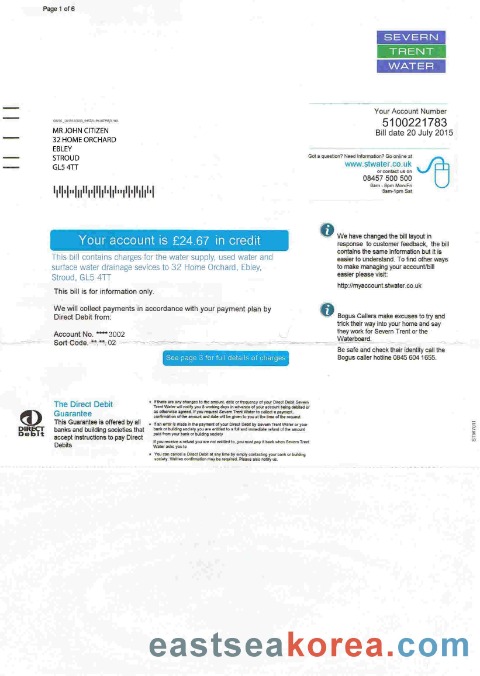 Page 1 of 6
SEVERN
TRENT
WATER
Your Account Number
5100221783
Bill date 20 July 2015
MR JOHN CITIZEN
32 HOME ORCHARD
EBLEY
STROUD
GL5 4TT
Got a question? Need Information? Go online at
www.stwater.co.uk
or contact us on
08457 500 500
8am - 8pm Mon-Fri
8am-1pm Sat
Your account is £24.67 in credit
This bill contains charges for the water supply, used water and
surface water drainage sevices to 32 Home Orchard, Ebley,
Stroud, GL5 4TT
This bill is for information only.
We will collect payments in accordance with your payment plan by
Direct Debit from:
Account No. ****3002
Sort Code. **.**.02
See page 3 for full details of charges
We have changed the bill layout in
response to customer feedback, the bill
contains the same information but it is
easier to understand. To find other ways
to make managing your account/bill
easier please visit:
http://myaccount.stwater.co.uk
Bogus Callers make excuses to try and
trick their way into your home and say
they work for Severn Trent or the
Waterboard.
Be safe and check their identify call the
Bogus caller hotline 0845 604 1655.
DIRECT
Debit
The Direct Debit
Guarantee
This Guarantee is offered by all
banks and building societies that
accept instructions to pay Direct
Debits
• If there are any changes to the amount, date or frequency of your Direct Debit Severn
Trent Water will notify you 5 working days in advance of your account being debited or
as otherwise agreed. If you request Severn Trent Water to collect a payment,
confirmation of the amount and date will be given to you at the time of the request
• If an error is made in the payment of your Direct Debit by Severn Trent Water or your
bank or building society you are entitled to a full and immediate refund of the amount
paid from your bank or building society
If you receive a refund you are not entitled to, you must pay it back when Severn Trent
Water asks you to
• You can cancel a Direct Debit at any time by simply contacting your bank or building
society. Written confirmation may be required. Please also notify us.
eastseakorea.com